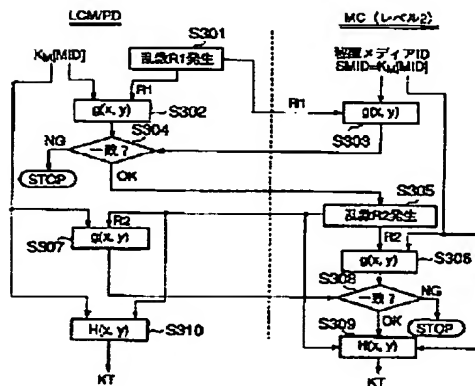 LCM/PD
MC (レベル2)
S301
乱数R1発生
K_M[MID]
秘匿メディアID
SMID=K_M[MID]
R1
R1
g(x, y)
S302
g(x, y)
S303
S304
一致?
NG
STOP
OK
S305
乱数R2発生
R2
g(x, y)
S307
R2
g(x, y)
S306
S308
一致?
NG
STOP
OK
S309
H(x, y)
S310
H(x, y)
KT
KT